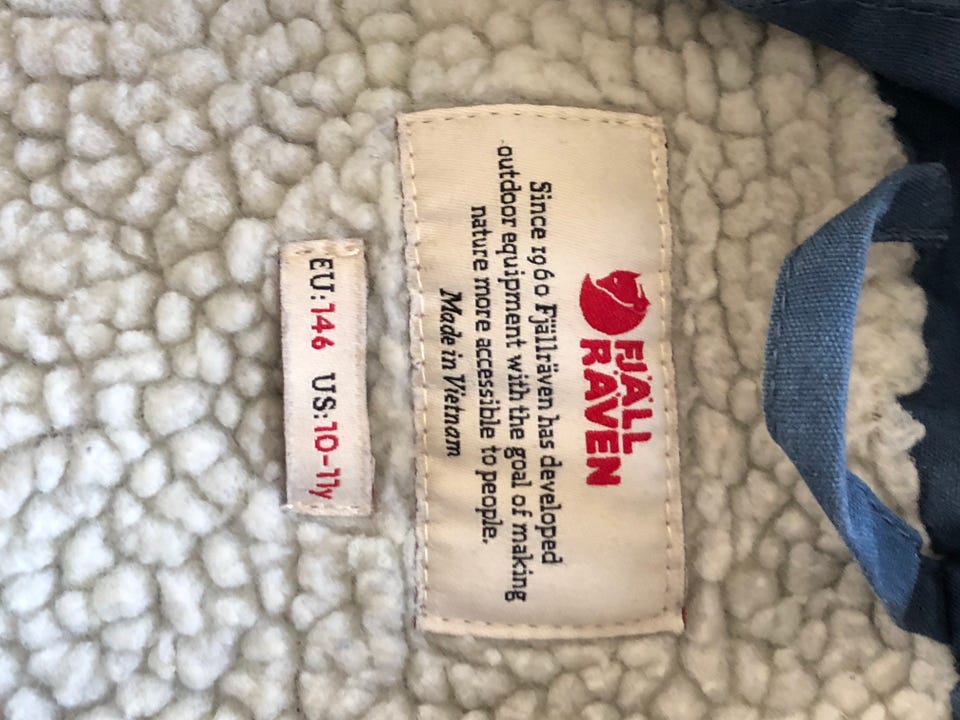 FJÄLL
RÄVEN
Since 1960 Fjällräven has developed
outdoor equipment with the goal of making
nature more accessible to people.
Made in Vietnam
EU:146 US:10-11y